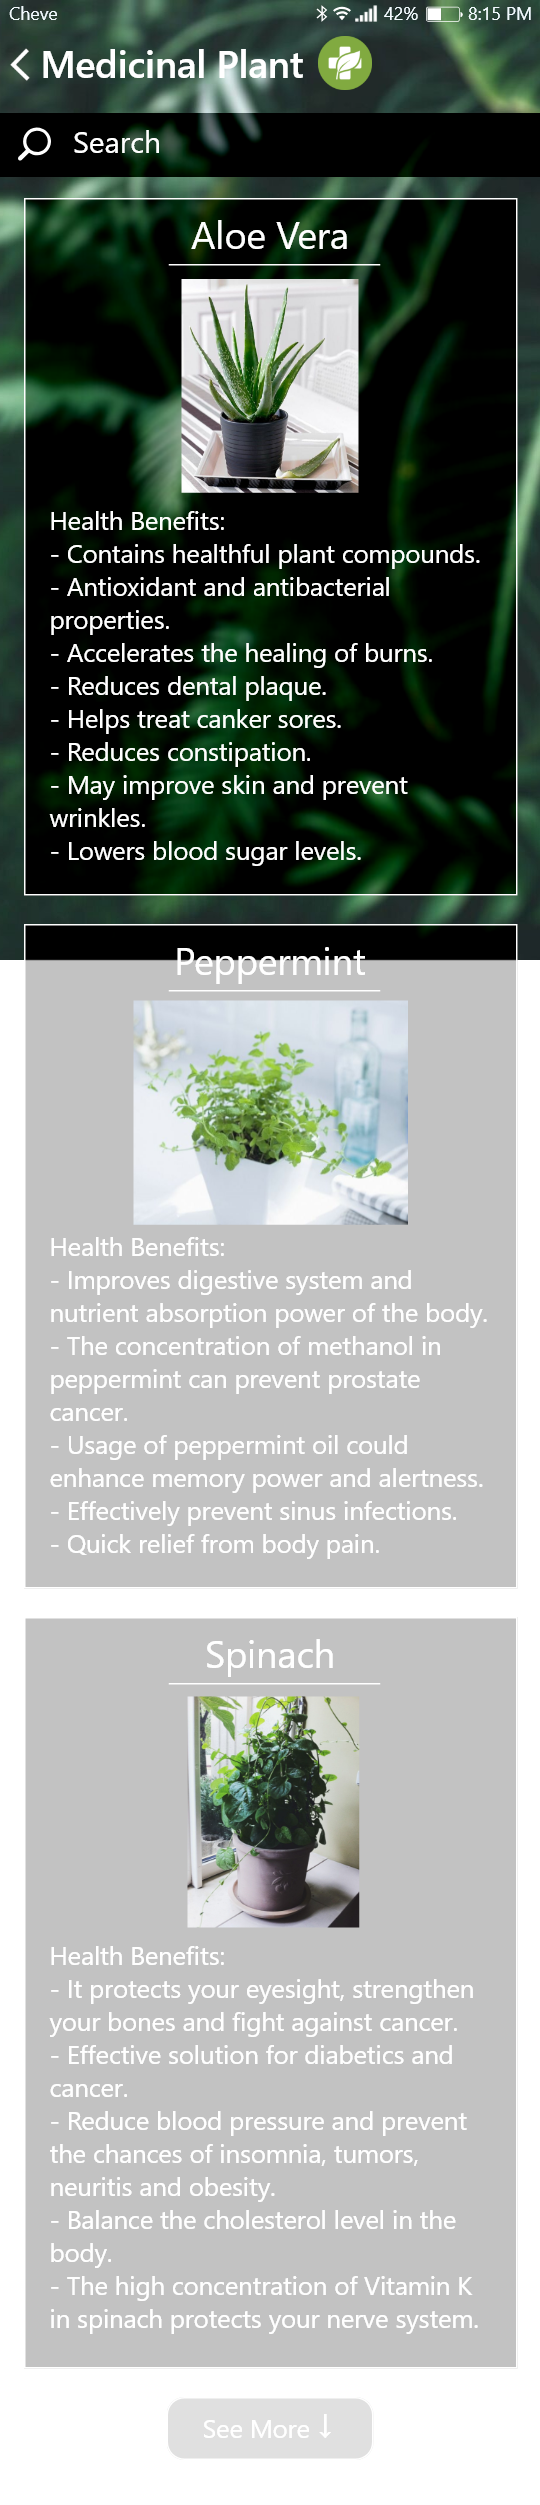 Cheve 42% 8:15 PM
Medicinal Plant
Search
Aloe Vera
Health Benefits:
- Contains healthful plant compounds.
- Antioxidant and antibacterial
properties.
- Accelerates the healing of burns.
- Reduces dental plaque.
- Helps treat canker sores.
- Reduces constipation.
- May improve skin and prevent
wrinkles.
- Lowers blood sugar levels.
Peppermint
Health Benefits:
- Improves digestive system and
nutrient absorption power of the body.
- The concentration of methanol in
peppermint can prevent prostate
cancer.
- Usage of peppermint oil could
enhance memory power and alertness.
- Effectively prevent sinus infections.
- Quick relief from body pain.
Spinach
Health Benefits:
- It protects your eyesight, strengthen
your bones and fight against cancer.
- Effective solution for diabetics and
cancer.
- Reduce blood pressure and prevent
the chances of insomnia, tumors,
neuritis and obesity.
- Balance the cholesterol level in the
body.
- The high concentration of Vitamin K
in spinach protects your nerve system.
See More ↓